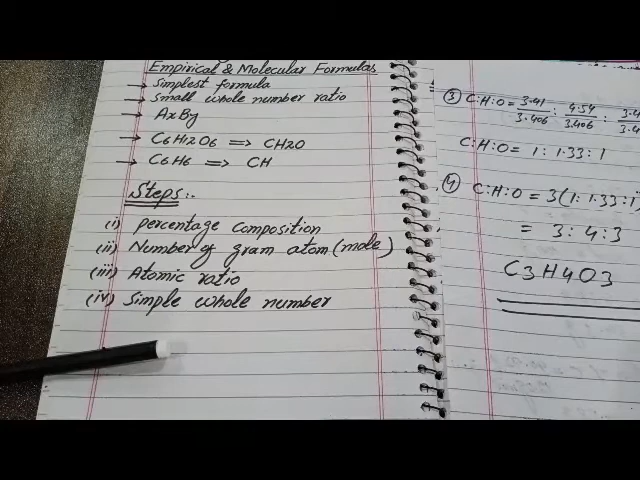 Empirical & Molecular Formulas
→ Simplest formula
→ Small whole number ratio
→ AxBy
→ C6H12O6 ⇒ CH2O
→ C6H6 ⇒ CH
Steps:-
(i) percentage composition
(ii) Number of gram atom (mole)
(iii) Atomic ratio
(iv) Simple whole number
③ C:H:O = 3.41/3.406 : 4.54/3.406 : 3.4
C:H:O = 1 : 1.33 : 1
④ C:H:O = 3(1: 1.33:1)
= 3: 4:3
C3H4O3